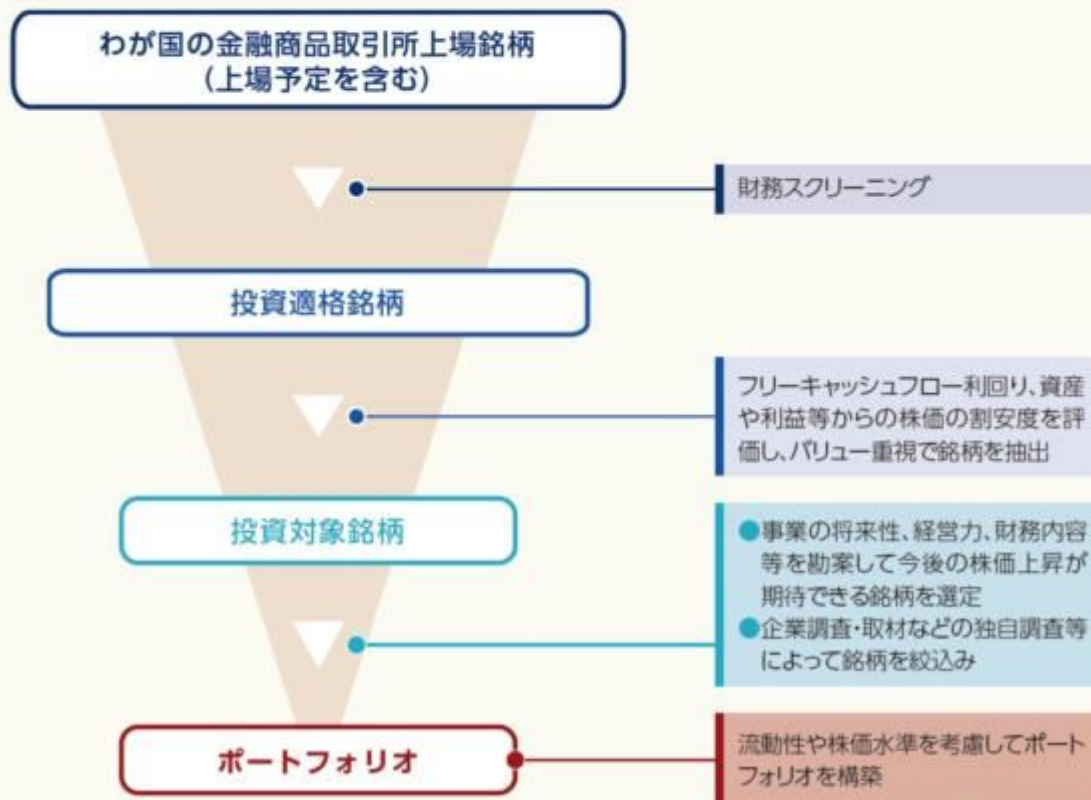 わが国の金融商品取引所上場銘柄
(上場予定を含む)
財務スクリーニング
投資適格銘柄
フリーキャッシュフロー利回り、資産
や利益等からの株価の割安度を評
価し、バリュー重視で銘柄を抽出
投資対象銘柄
●事業の将来性、経営力、財務内容
等を勘案して今後の株価上昇が
期待できる銘柄を選定
●企業調査・取材などの独自調査等
によって銘柄を絞込み
ポートフォリオ
流動性や株価水準を考慮してポート
フォリオを構築